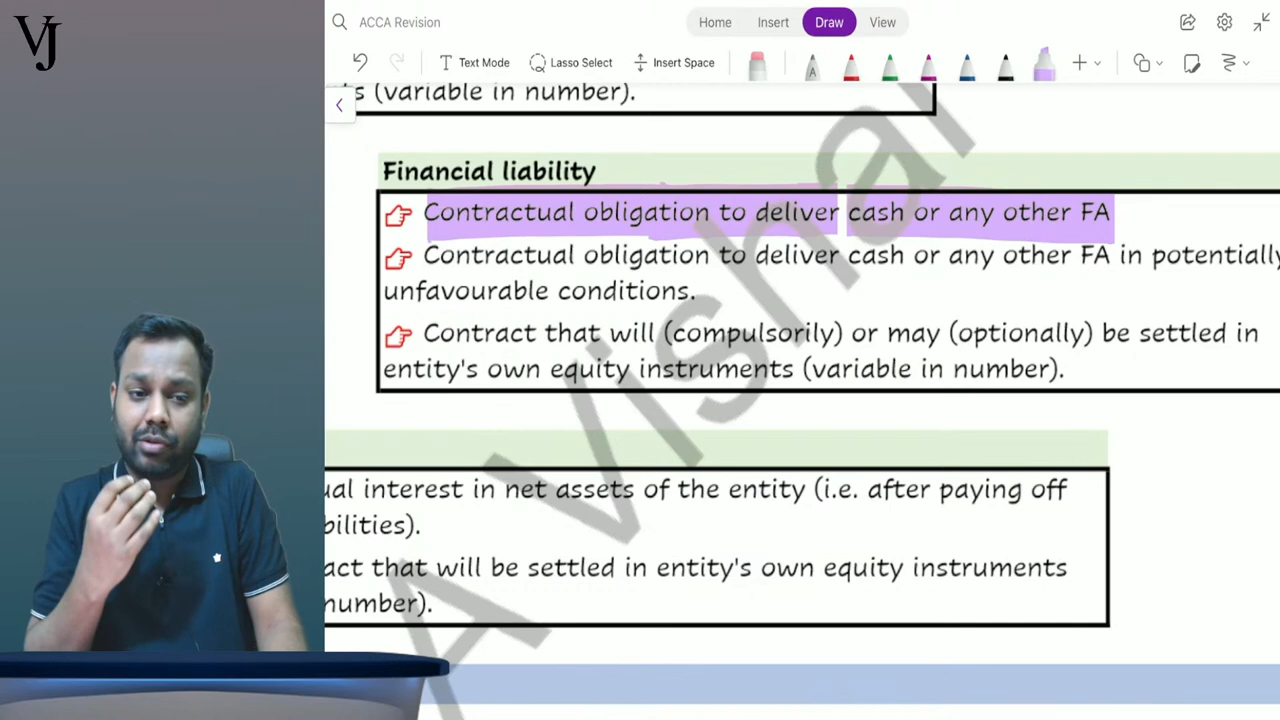 VJ
ACCA Revision
Home Insert Draw View
Text Mode Lasso Select Insert Space
ts (variable in number).
Financial liability
Contractual obligation to deliver cash or any other FA
Contractual obligation to deliver cash or any other FA in potentially
unfavourable conditions.
Contract that will (compulsorily) or may (optionally) be settled in
entity's own equity instruments (variable in number).
ual interest in net assets of the entity (i.e. after paying off
bilities).
act that will be settled in entity's own equity instruments
number).
A Vishal